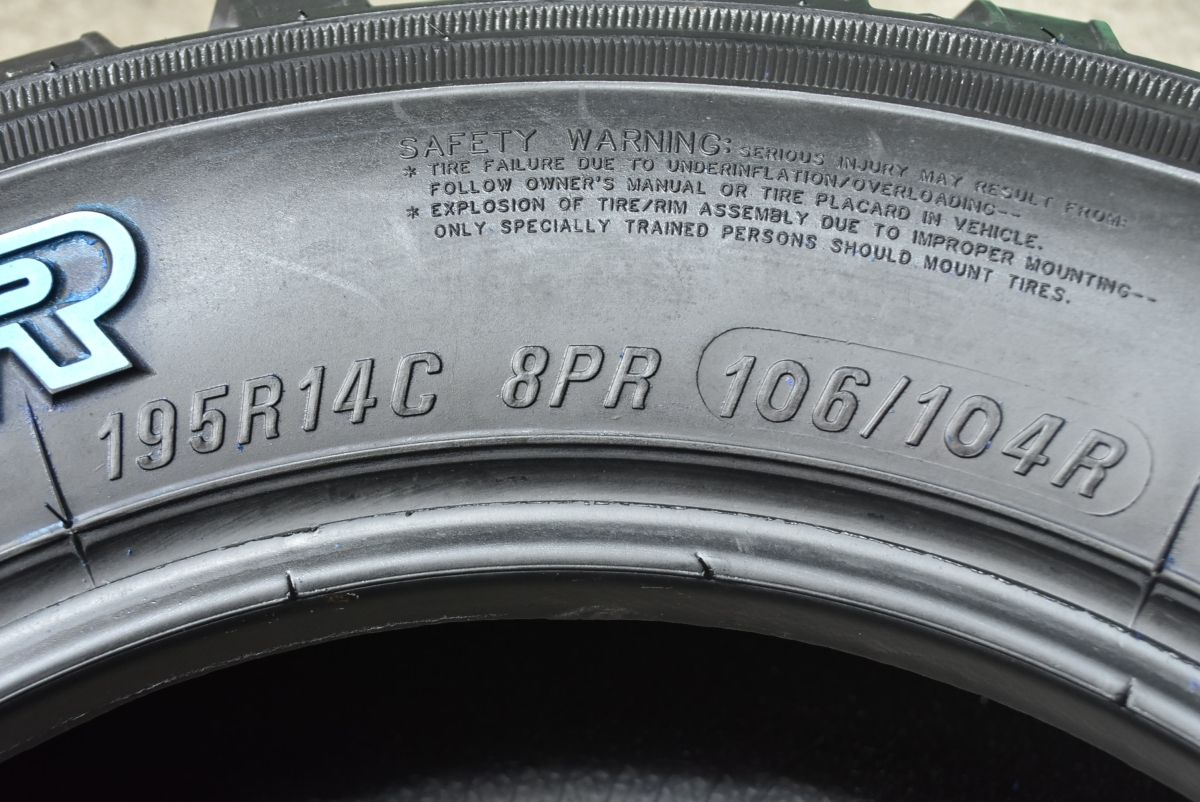 SAFETY WARNING: SERIOUS INJURY MAY RESULT FROM:
* TIRE FAILURE DUE TO UNDERINFLATION/OVERLOADING--
FOLLOW OWNER'S MANUAL OR TIRE PLACARD IN VEHICLE.
* EXPLOSION OF TIRE/RIM ASSEMBLY DUE TO IMPROPER MOUNTING--
ONLY SPECIALLY TRAINED PERSONS SHOULD MOUNT TIRES.
R
195R14C 8PR 106/104R